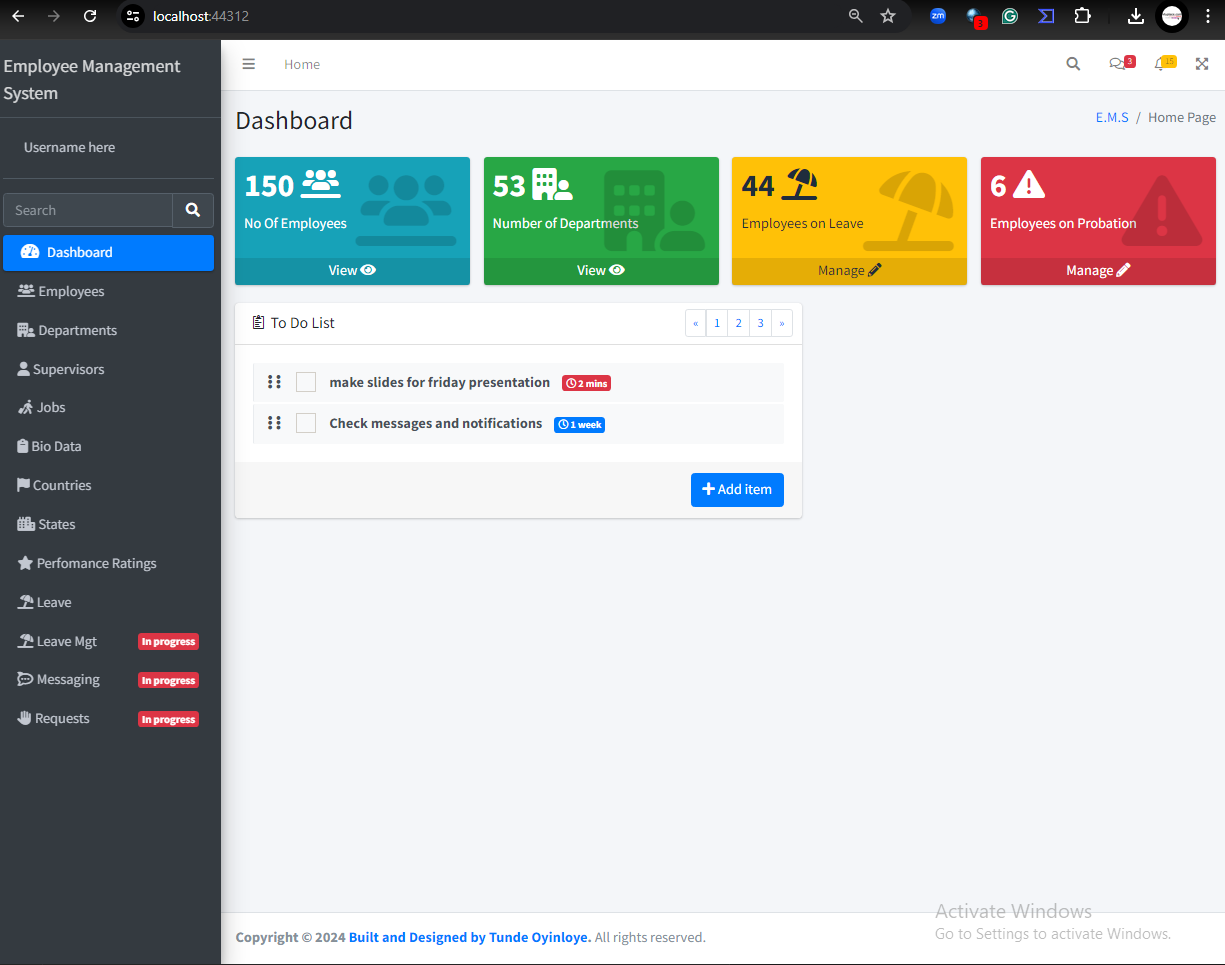 localhost:44312
zm
3
Employee Management
System
Home
3
15
Username here
Search
Dashboard
Employees
Departments
Supervisors
Jobs
Bio Data
Countries
States
Perfomance Ratings
Leave
Leave Mgt In progress
Messaging In progress
Requests In progress
Dashboard
E.M.S / Home Page
150
No Of Employees
View
53
Number of Departments
View
44
Employees on Leave
Manage
6
Employees on Probation
Manage
To Do List
« 1 2 3 »
make slides for friday presentation 2 mins
Check messages and notifications 1 week
Add item
Activate Windows
Go to Settings to activate Windows.
Copyright © 2024 Built and Designed by Tunde Oyinloye. All rights reserved.